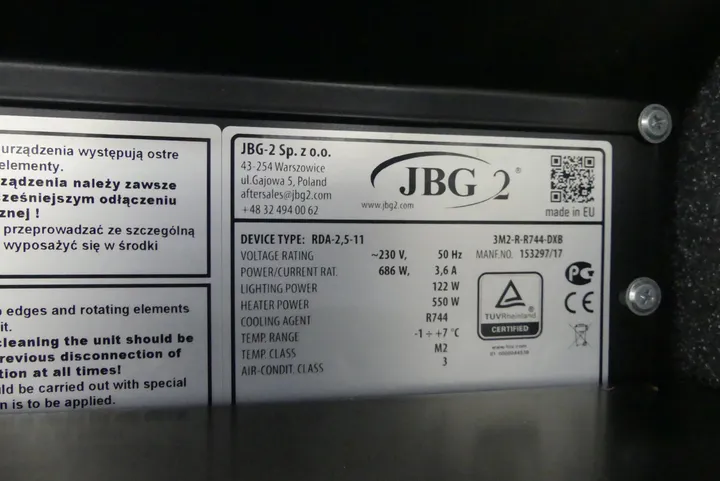 urządzenia występują ostre
elementy.
ządzenia należy zawsze
ześniejszym odłączeniu
znej !
przeprowadzać ze szczególną
wyposażyć się w środki
edges and rotating elements
it.
cleaning the unit should be
revious disconnection of
tion at all times!
uld be carried out with special
n is to be applied.
JBG-2 Sp. z o.o.
43-254 Warszowice
ul.Gajowa 5, Poland
aftersales@jbg2.com
+48 32 494 00 62
JBG 2®
www.jbg2.com
made in EU
DEVICE TYPE: RDA-2,5-11 3M2-R-R744-DXB
VOLTAGE RATING ~230 V, 50 Hz MANF.NO. 153297/17
POWER/CURRENT RAT. 686 W, 3,6 A
LIGHTING POWER 122 W
HEATER POWER 550 W
COOLING AGENT R744
TEMP. RANGE -1 ÷ +7 °C
TEMP. CLASS M2
AIR-CONDIT. CLASS 3
TÜVRheinland
CERTIFIED
PG
CE